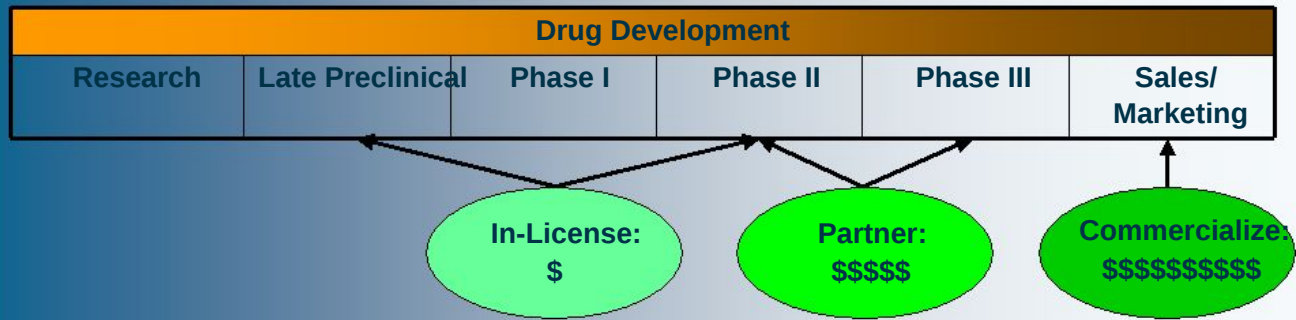 Drug Development
Research
Late Preclinical
Phase I
Phase II
Phase III
Sales/
Marketing
In-License:
$
Partner:
$$$$$
Commercialize:
$$$$$$$$$$